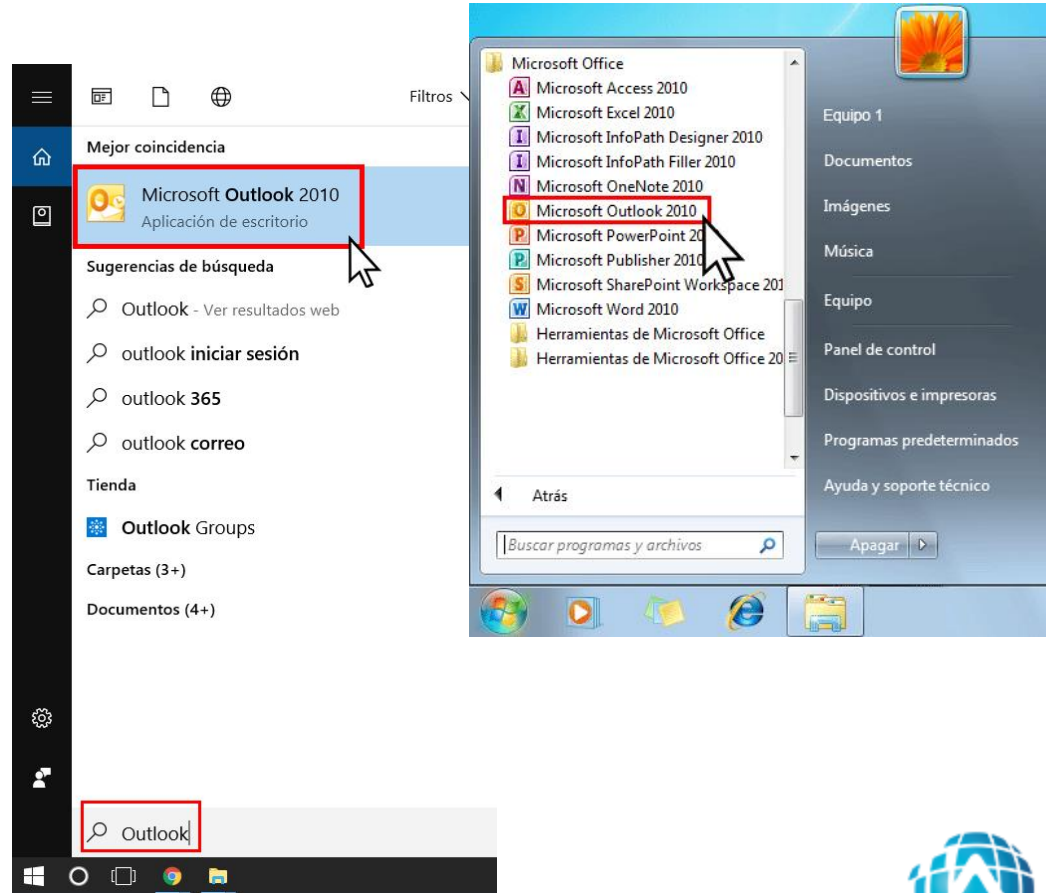 Filtros
Mejor coincidencia
Microsoft Outlook 2010
Aplicación de escritorio
Sugerencias de búsqueda
Outlook - Ver resultados web
outlook iniciar sesión
outlook 365
outlook correo
Tienda
Outlook Groups
Carpetas (3+)
Documentos (4+)
Outlook
Microsoft Office
Microsoft Access 2010
Microsoft Excel 2010
Microsoft InfoPath Designer 2010
Microsoft InfoPath Filler 2010
Microsoft OneNote 2010
Microsoft Outlook 2010
Microsoft PowerPoint 20
Microsoft Publisher 2010
Microsoft SharePoint Workspace 201
Microsoft Word 2010
Herramientas de Microsoft Office
Herramientas de Microsoft Office 20
Atrás
Buscar programas y archivos
Equipo 1
Documentos
Imágenes
Música
Equipo
Panel de control
Dispositivos e impresoras
Programas predeterminados
Ayuda y soporte técnico
Apagar